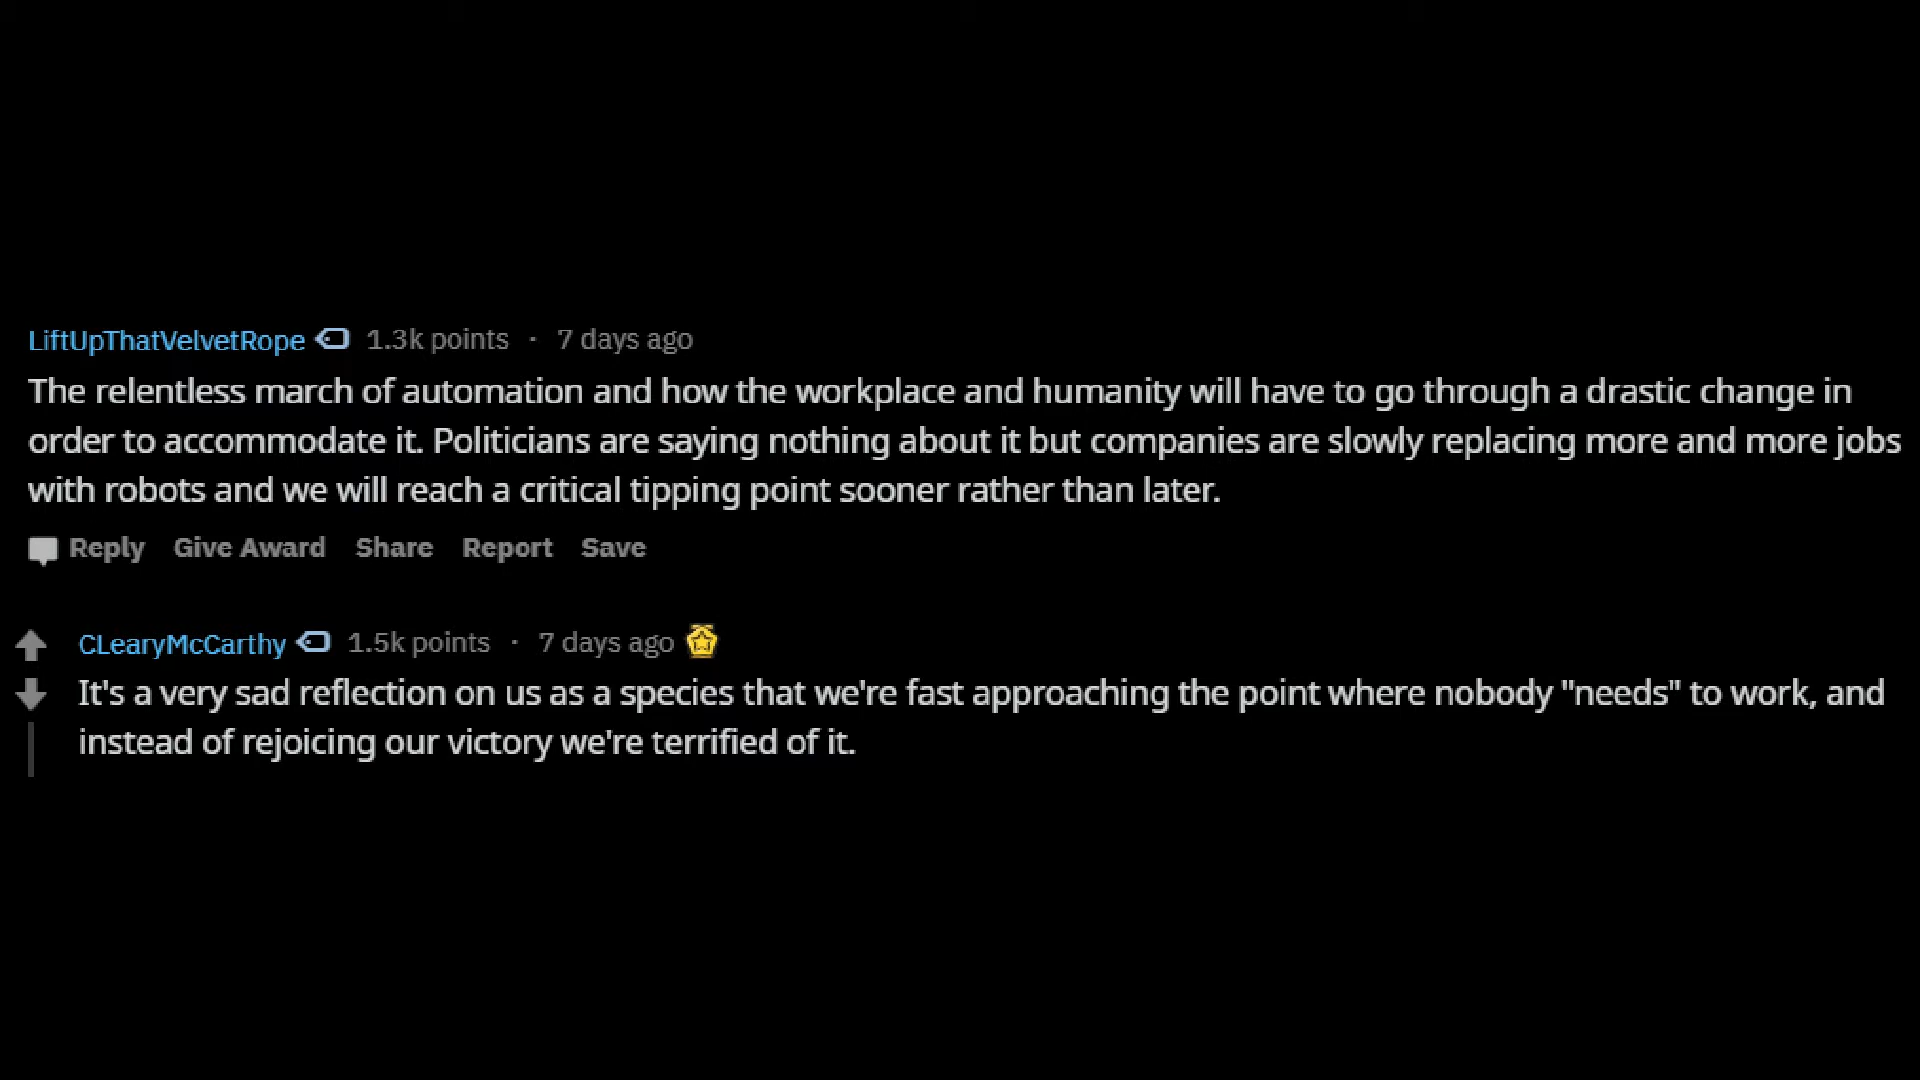 LiftUpThatVelvetRope 1.3k points · 7 days ago
The relentless march of automation and how the workplace and humanity will have to go through a drastic change in
order to accommodate it. Politicians are saying nothing about it but companies are slowly replacing more and more jobs
with robots and we will reach a critical tipping point sooner rather than later.
Reply Give Award Share Report Save
CLearyMcCarthy 1.5k points · 7 days ago
It's a very sad reflection on us as a species that we're fast approaching the point where nobody "needs" to work, and
instead of rejoicing our victory we're terrified of it.